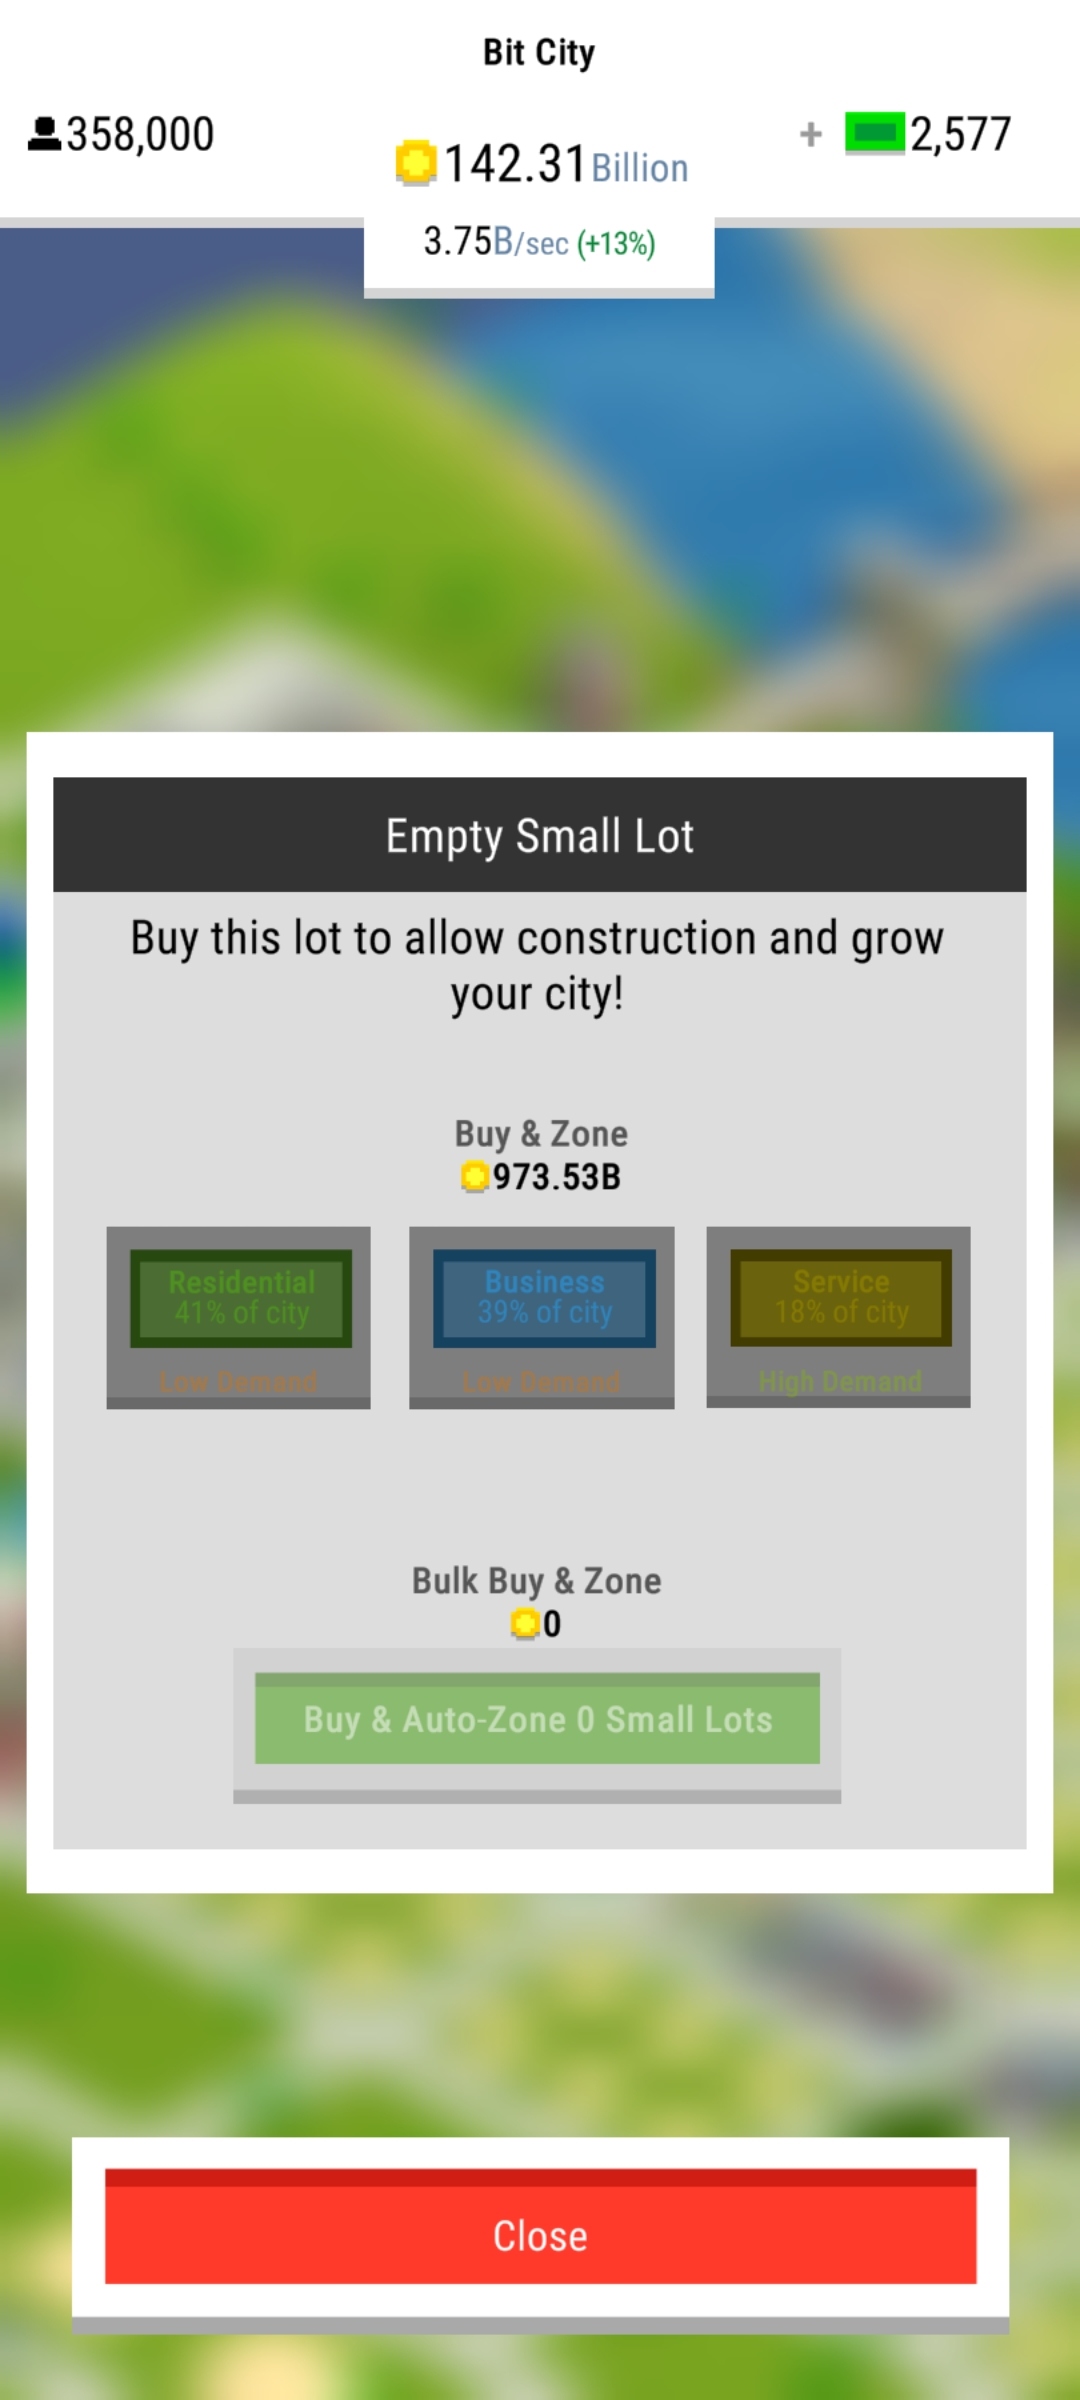 Bit City
358,000
142.31 Billion
+ 2,577
3.75B/sec (+13%)
Empty Small Lot
Buy this lot to allow construction and grow
your city!
Buy & Zone
973.53B
Residential
41% of city
Low Demand
Business
39% of city
Low Demand
Service
18% of city
High Demand
Bulk Buy & Zone
0
Buy & Auto-Zone 0 Small Lots
Close